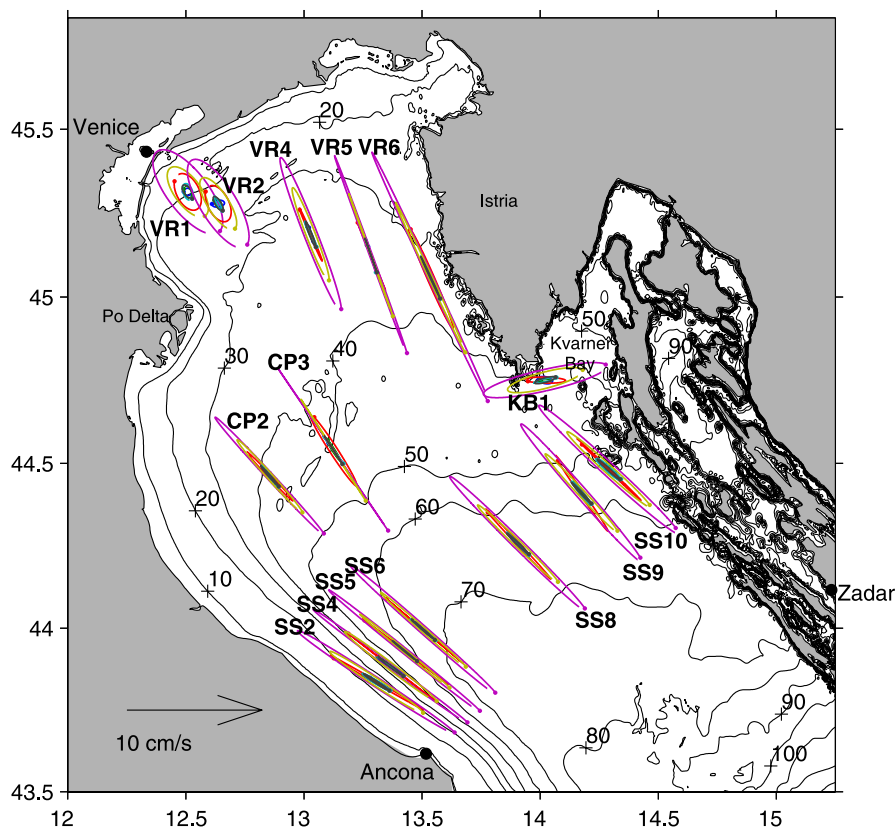 45.5
45
44.5
44
43.5
12
12.5
13
13.5
14
14.5
15
Venice
20
VR4
VR5
VR6
VR2
VR1
Istria
Po Delta
50
Kvarner
Bay
90
30
CP3
40
KB1
CP2
50
20
60
SS10
SS9
SS6
SS5
SS4
SS2
10
70
SS8
Zadar
10 cm/s
90
80
100
Ancona